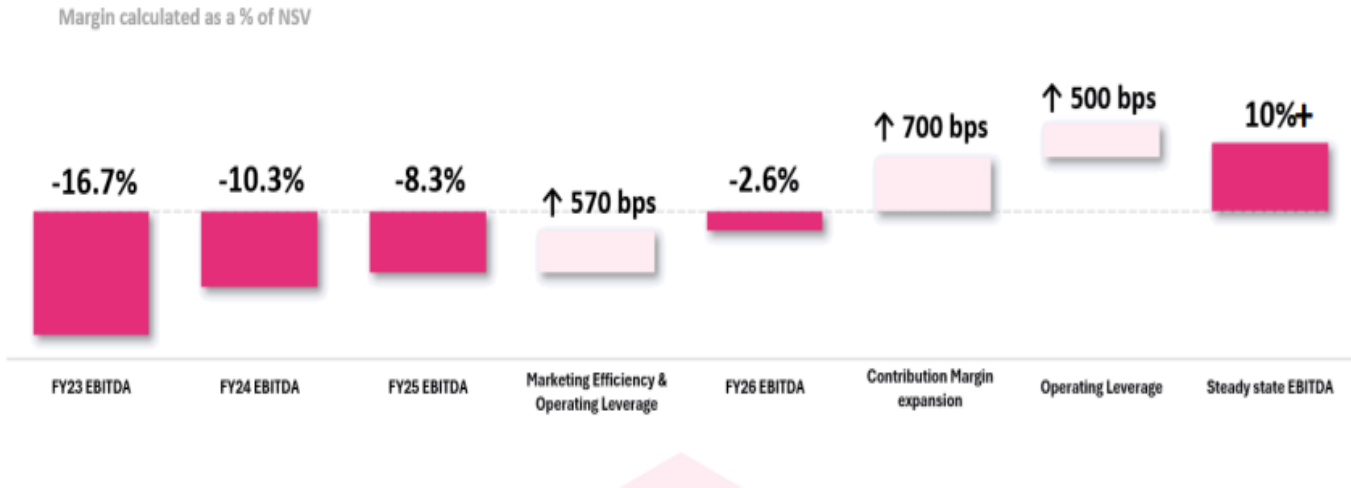 Margin calculated as a % of NSV
-16.7%
-10.3%
-8.3%
↑ 570 bps
-2.6%
↑ 700 bps
↑ 500 bps
10%+
FY23 EBITDA
FY24 EBITDA
FY25 EBITDA
Marketing Efficiency &
Operating Leverage
FY26 EBITDA
Contribution Margin
expansion
Operating Leverage
Steady state EBITDA